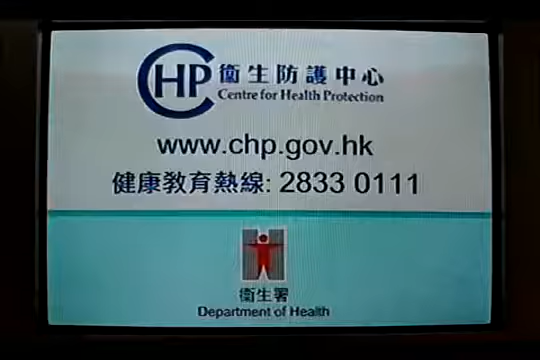 CHP 衞生防護中心
Centre for Health Protection
www.chp.gov.hk
健康教育熱線: 2833 0111
衞生署
Department of Health